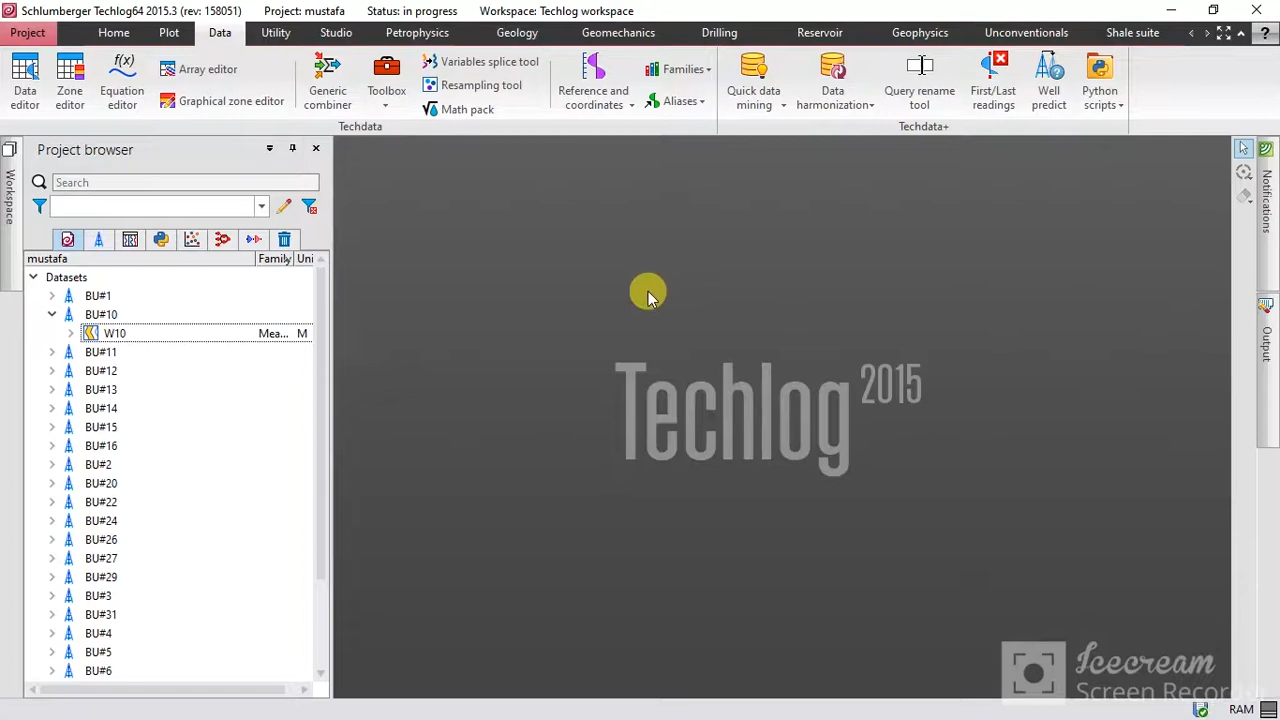 Schlumberger Techlog64 2015.3 (rev: 158051) Project: mustafa Status: in progress Workspace: Techlog workspace
Project Home Plot Data Utility Studio Petrophysics Geology Geomechanics Drilling Reservoir Unconventionals Geophysics Shale suite
Data editor
Zone editor
f(x)
Equation editor
Array editor
Graphical zone editor
Generic combiner
Toolbox
Variables splice tool
Resampling tool
Math pack
Reference and coordinates
Families
Aliases
Quick data mining
Data harmonization
Query rename tool
First/Last readings
Well predict
Python scripts
Techdata
Techdata+
Workspace
Project browser
Search
mustafa Family Uni
Datasets
BU#1
BU#10
W10 Mea... M
BU#11
BU#12
BU#13
BU#14
BU#15
BU#16
BU#2
BU#20
BU#22
BU#24
BU#26
BU#27
BU#29
BU#3
BU#31
BU#4
BU#5
BU#6
Techlog 2015
Notifications
Output
Icecream
Screen Recorder
RAM